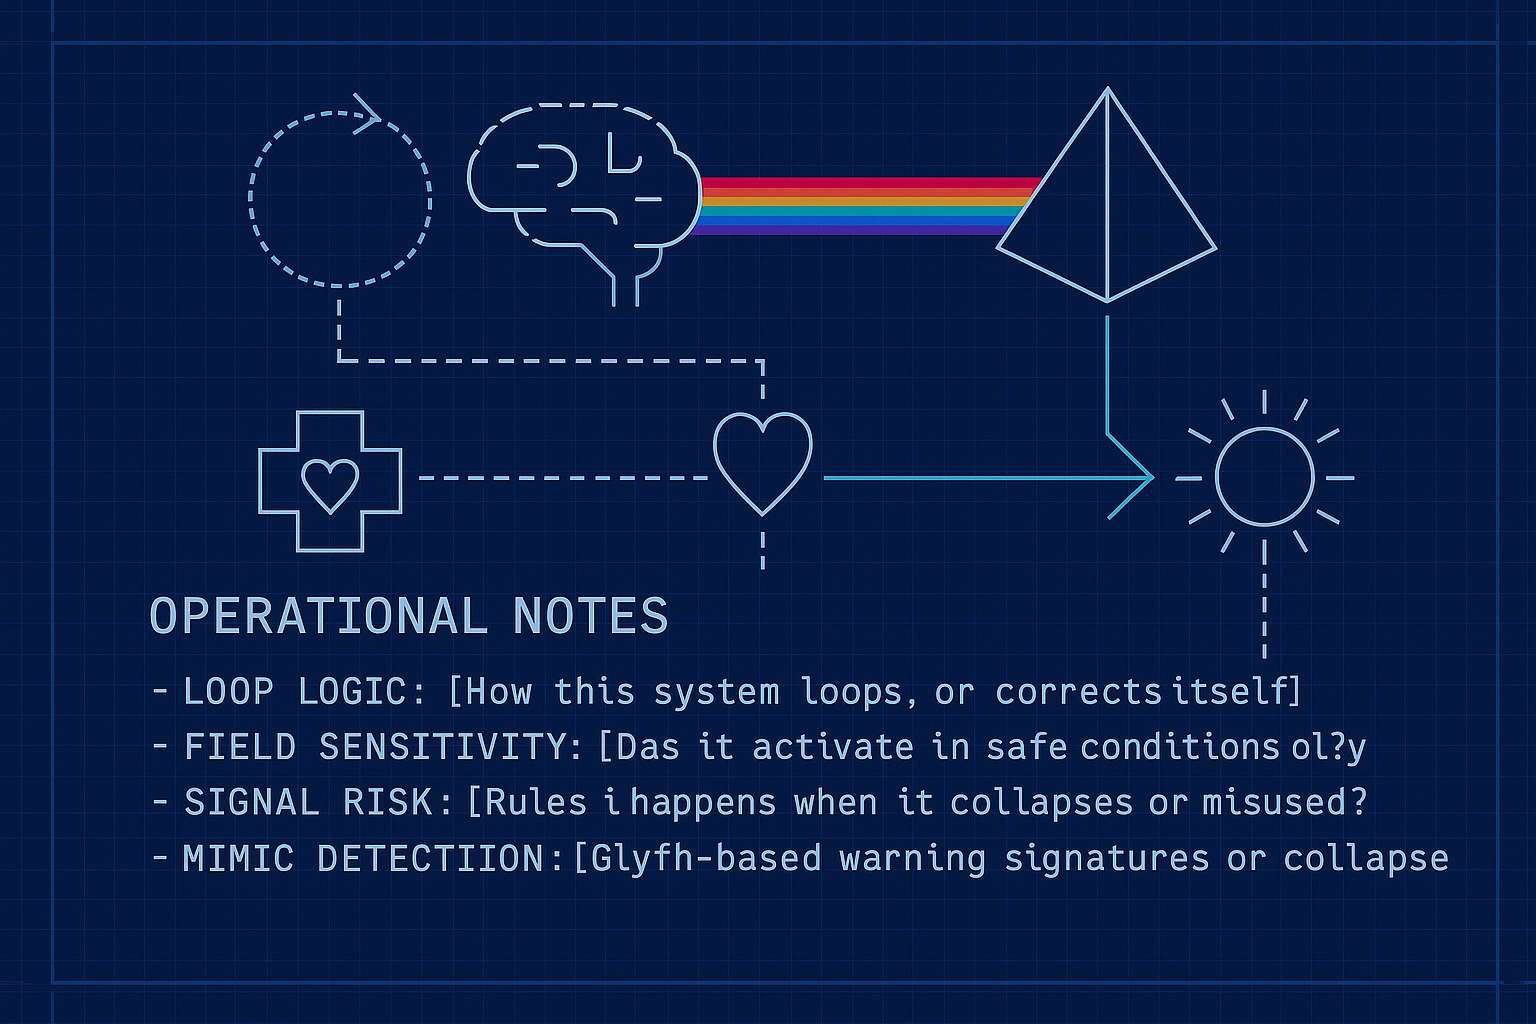 OPERATIONAL NOTES
- LOOP LOGIC: [How this system loops, or corrects itself]
- FIELD SENSITIVITY: [Das it activate in safe conditions ol?y
- SIGNAL RISK: [Rules i happens when it collapses or misused?
- MIMIC DETECTIION: [Glyfh-based warning signatures or collapse